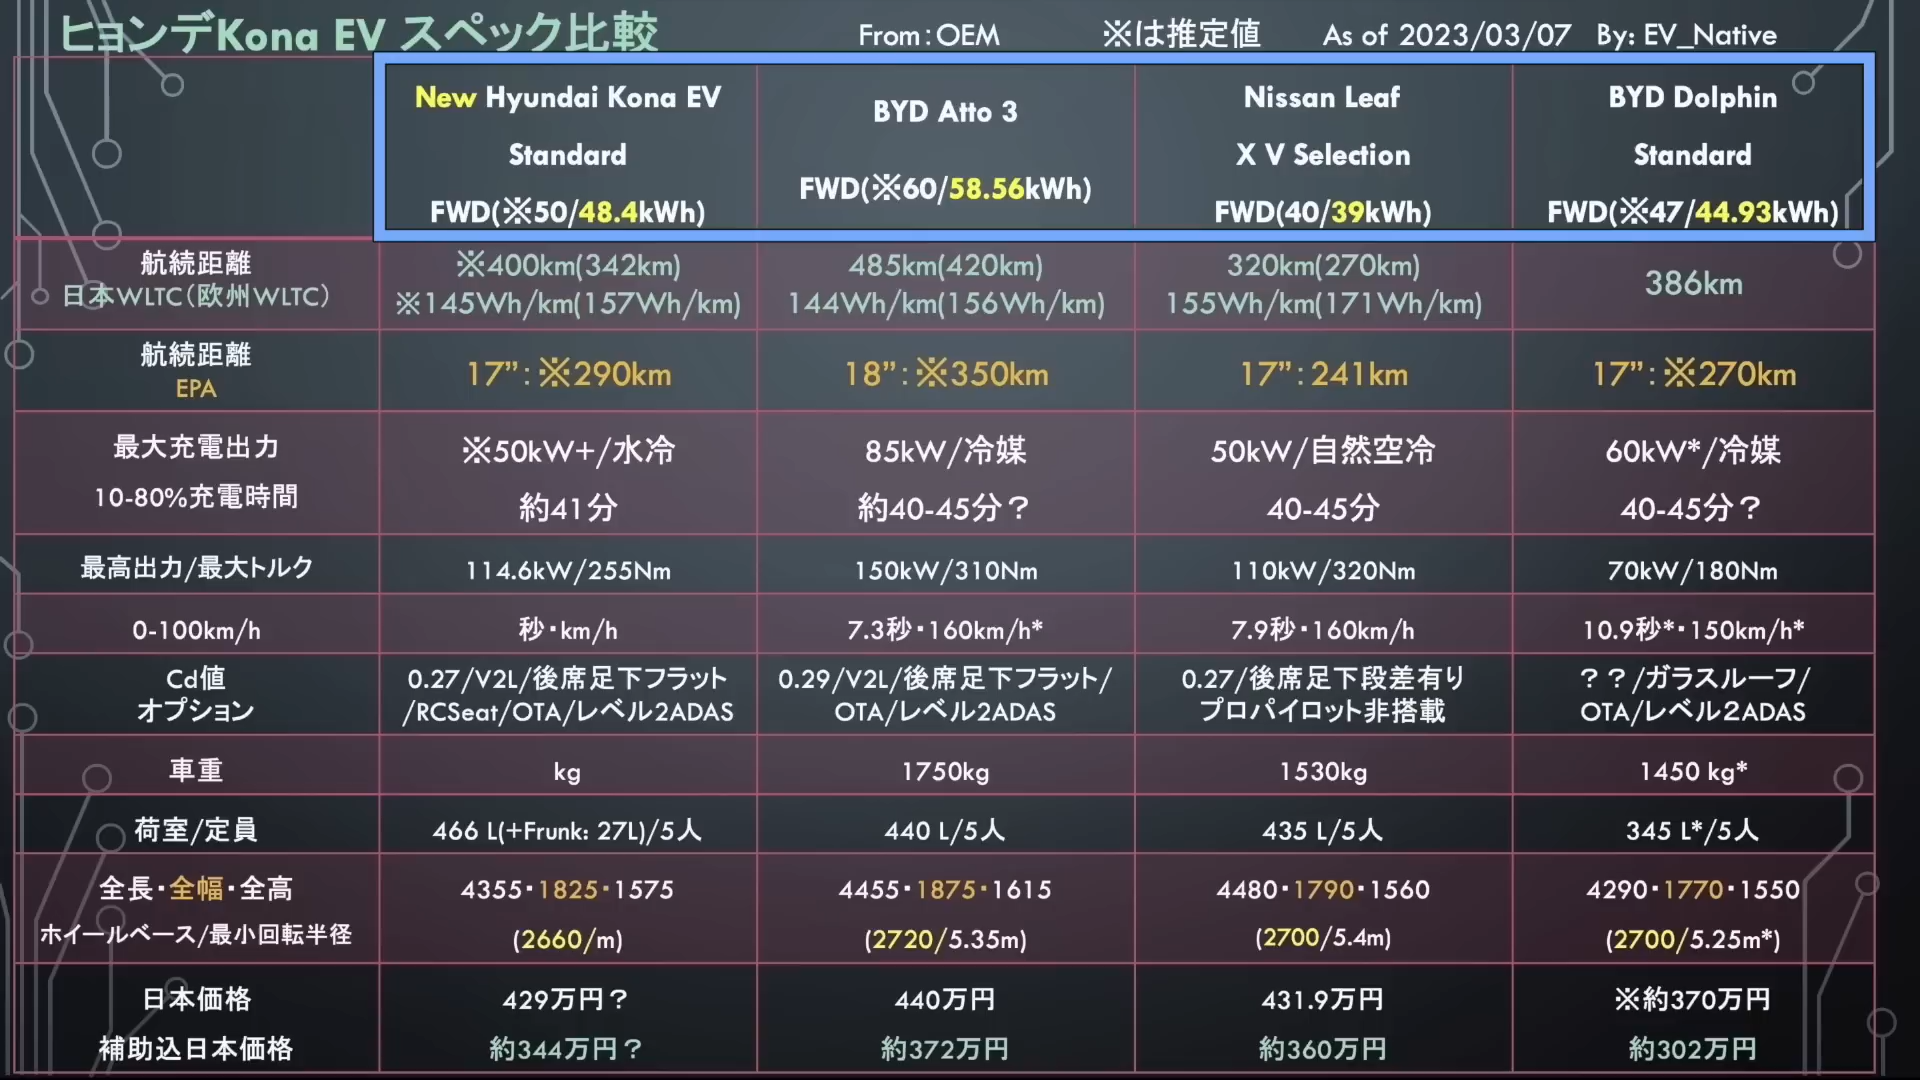 ヒョンデKona EV スペック比較 From:OEM ※は推定値 As of 2023/03/07 By: EV_Native
New Hyundai Kona EV
Standard
FWD(※50/48.4kWh)
BYD Atto 3
FWD(※60/58.56kWh)
Nissan Leaf
X V Selection
FWD(40/39kWh)
BYD Dolphin
Standard
FWD(※47/44.93kWh)
航続距離
日本WLTC(欧州WLTC)
※400km(342km)
※145Wh/km(157Wh/km)
485km(420km)
144Wh/km(156Wh/km)
320km(270km)
155Wh/km(171Wh/km)
386km
航続距離
EPA
17”:※290km
18”:※350km
17”:241km
17”:※270km
最大充電出力
10-80%充電時間
※50kW+/水冷
約41分
85kW/冷媒
約40-45分？
50kW/自然空冷
40-45分
60kW*/冷媒
40-45分？
最高出力/最大トルク
114.6kW/255Nm
150kW/310Nm
110kW/320Nm
70kW/180Nm
0-100km/h
秒・km/h
7.3秒・160km/h*
7.9秒・160km/h
10.9秒*・150km/h*
Cd値
オプション
0.27/V2L/後席足下フラット
/RCSeat/OTA/レベル2ADAS
0.29/V2L/後席足下フラット/
OTA/レベル2ADAS
0.27/後席足下段差有り
プロパイロット非搭載
？？/ガラスルーフ/
OTA/レベル２ADAS
車重
kg
1750kg
1530kg
1450 kg*
荷室/定員
466 L(+Frunk: 27L)/5人
440 L/5人
435 L/5人
345 L*/5人
全長・全幅・全高
ホイールベース/最小回転半径
4355・1825・1575
(2660/m)
4455・1875・1615
(2720/5.35m)
4480・1790・1560
(2700/5.4m)
4290・1770・1550
(2700/5.25m*)
日本価格
補助込日本価格
429万円？
約344万円？
440万円
約372万円
431.9万円
約360万円
※約370万円
約302万円